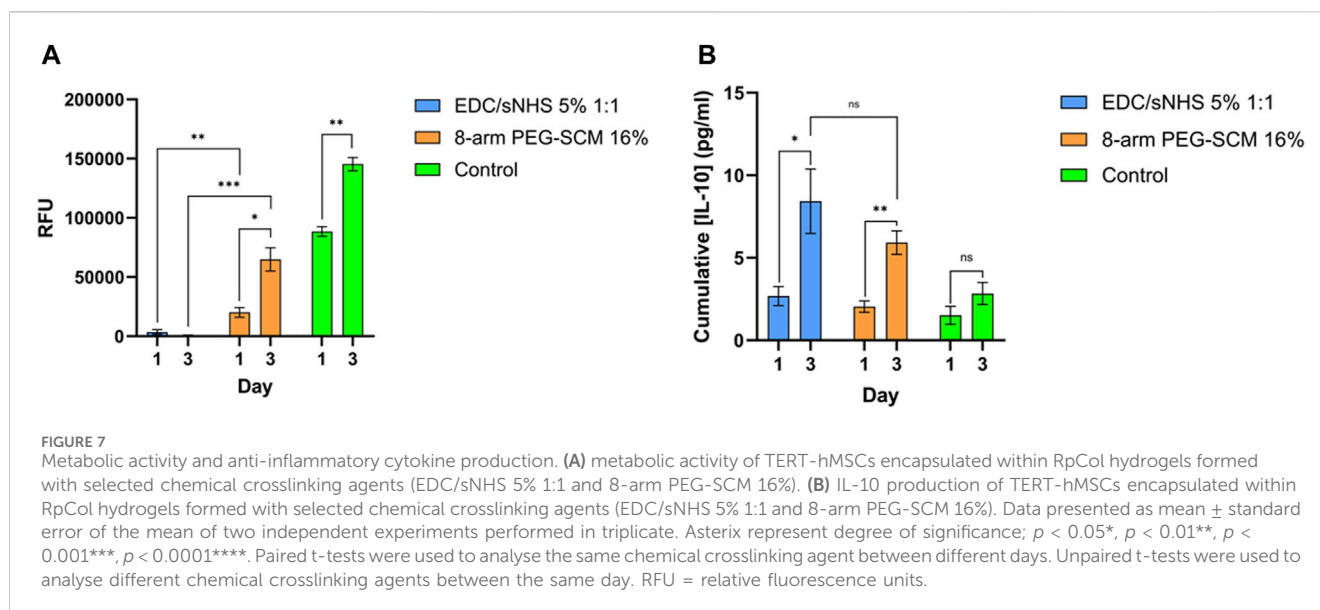 A
200000
150000
100000
50000
0
RFU
**
***
*
**
1 3 1 3 1 3
Day
EDC/sNHS 5% 1:1
8-arm PEG-SCM 16%
Control
B
15
10
5
0
Cumulative [IL-10] (pg/ml)
ns
*
**
ns
1 3 1 3 1 3
Day
EDC/sNHS 5% 1:1
8-arm PEG-SCM 16%
Control
FIGURE 7
Metabolic activity and anti-inflammatory cytokine production. (A) metabolic activity of TERT-hMSCs encapsulated within RpCol hydrogels formed
with selected chemical crosslinking agents (EDC/sNHS 5% 1:1 and 8-arm PEG-SCM 16%). (B) IL-10 production of TERT-hMSCs encapsulated within
RpCol hydrogels formed with selected chemical crosslinking agents (EDC/sNHS 5% 1:1 and 8-arm PEG-SCM 16%). Data presented as mean ± standard
error of the mean of two independent experiments performed in triplicate. Asterix represent degree of significance; p < 0.05*, p < 0.01**, p <
0.001***, p < 0.0001****. Paired t-tests were used to analyse the same chemical crosslinking agent between different days. Unpaired t-tests were used to
analyse different chemical crosslinking agents between the same day. RFU = relative fluorescence units.